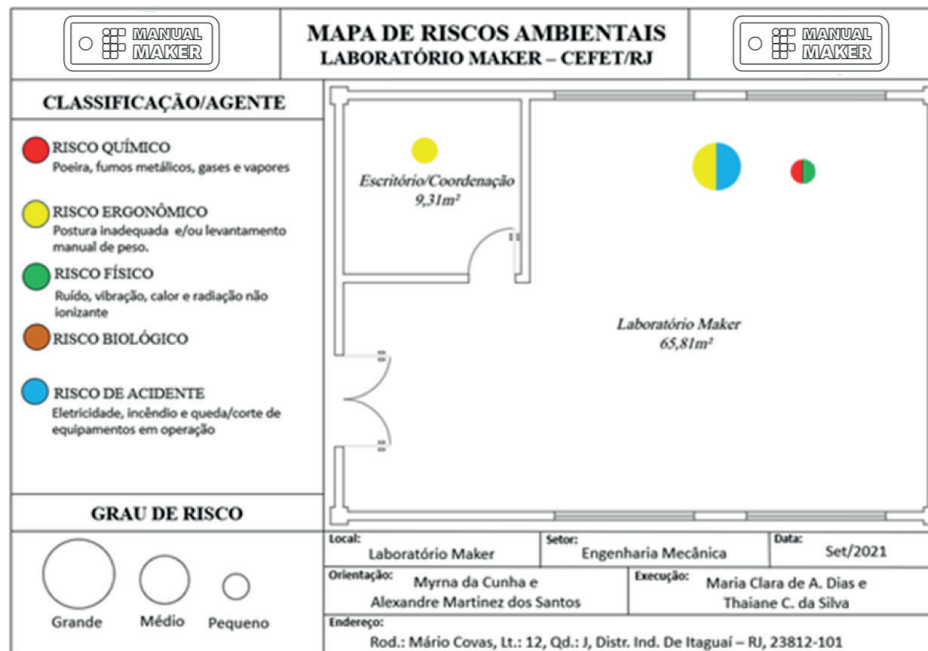 MANUAL
MAKER
MAPA DE RISCOS AMBIENTAIS
LABORATÓRIO MAKER – CEFET/RJ
MANUAL
MAKER
CLASSIFICAÇÃO/AGENTE
RISCO QUÍMICO
Poeira, fumos metálicos, gases e vapores
RISCO ERGONÔMICO
Postura inadequada e/ou levantamento
manual de peso.
RISCO FÍSICO
Ruído, vibração, calor e radiação não
ionizante
RISCO BIOLÓGICO
RISCO DE ACIDENTE
Eletricidade, incêndio e queda/corte de
equipamentos em operação
GRAU DE RISCO
Grande
Médio
Pequeno
Escritório/Coordenação
9,31m²
Laboratório Maker
65,81m²
Local: Laboratório Maker
Setor: Engenharia Mecânica
Data: Set/2021
Orientação: Myrna da Cunha e
Alexandre Martinez dos Santos
Execução: Maria Clara de A. Dias e
Thaiane C. da Silva
Endereço:
Rod.: Mário Covas, Lt.: 12, Qd.: J, Distr. Ind. De Itaguaí – RJ, 23812-101